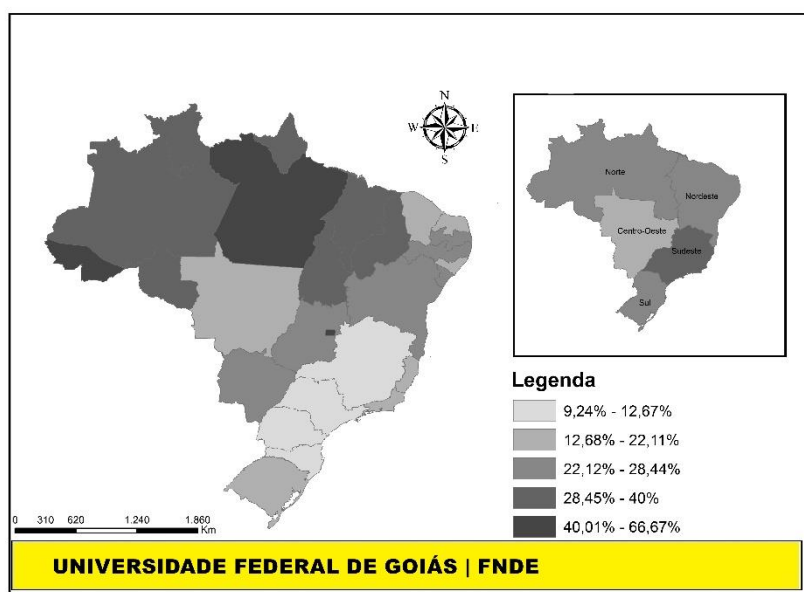 N
W E
S
Norte
Nordeste
Centro-Oeste
Sudeste
Sul
Legenda
9,24% - 12,67%
12,68% - 22,11%
22,12% - 28,44%
28,45% - 40%
40,01% - 66,67%
0 310 620 1.240 1.860
Km
UNIVERSIDADE FEDERAL DE GOIÁS | FNDE